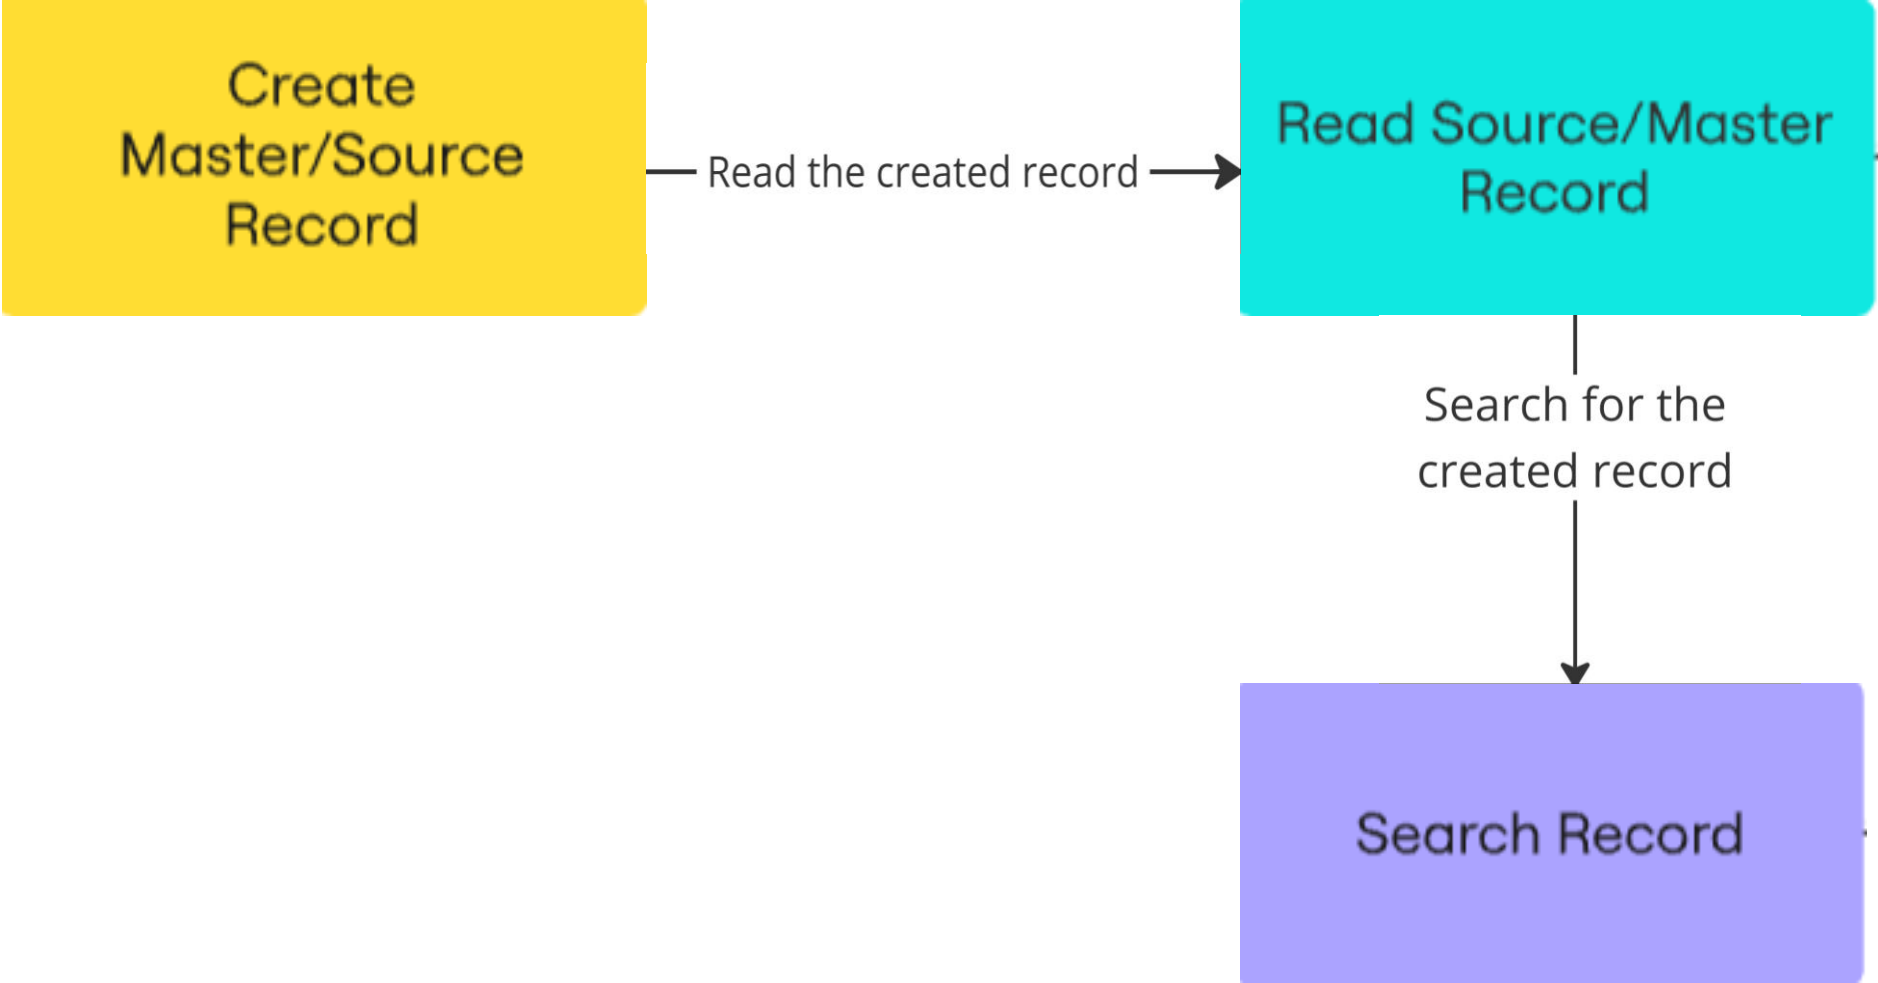 Create
Master/Source
Record
Read the created record
Read Source/Master
Record
Search for the
created record
Search Record